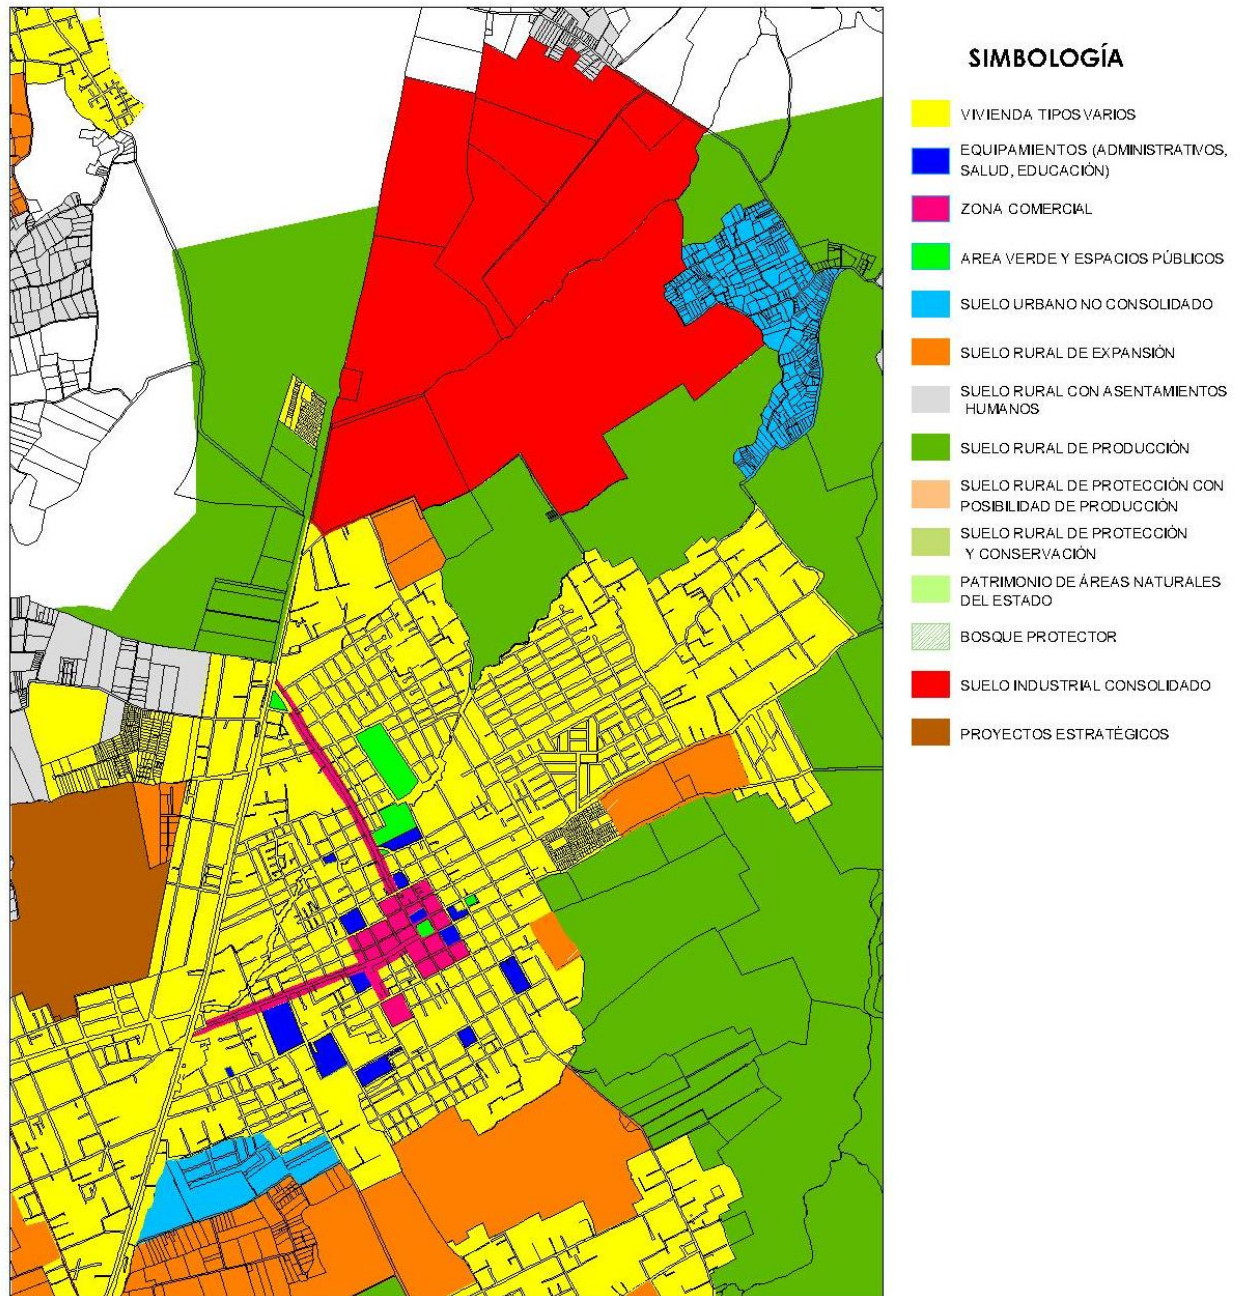 SIMBOLOGÍA
VIVIENDA TIPOS VARIOS
EQUIPAMIENTOS (ADMINISTRATIVOS,
SALUD, EDUCACIÓN)
ZONA COMERCIAL
AREA VERDE Y ESPACIOS PÚBLICOS
SUELO URBANO NO CONSOLIDADO
SUELO RURAL DE EXPANSIÓN
SUELO RURAL CON ASENTAMIENTOS
HUMANOS
SUELO RURAL DE PRODUCCIÓN
SUELO RURAL DE PROTECCIÓN CON
POSIBILIDAD DE PRODUCCIÓN
SUELO RURAL DE PROTECCIÓN
Y CONSERVACIÓN
PATRIMONIO DE ÁREAS NATURALES
DEL ESTADO
BOSQUE PROTECTOR
SUELO INDUSTRIAL CONSOLIDADO
PROYECTOS ESTRATÉGICOS